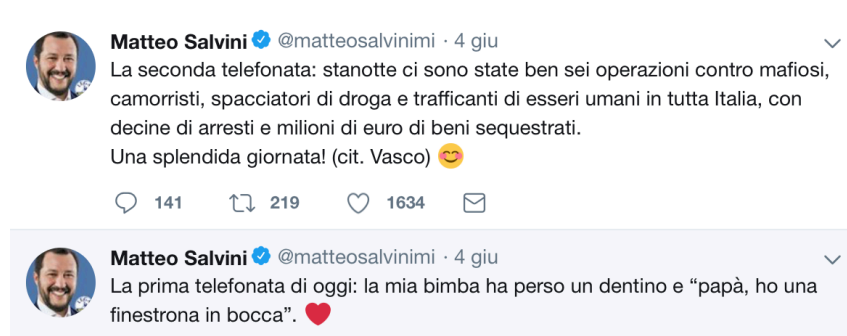 Matteo Salvini @matteosalvinimi · 4 giu
La seconda telefonata: stanotte ci sono state ben sei operazioni contro mafiosi,
camorristi, spacciatori di droga e trafficanti di esseri umani in tutta Italia, con
decine di arresti e milioni di euro di beni sequestrati.
Una splendida giornata! (cit. Vasco) 😊
141 219 1634
Matteo Salvini @matteosalvinimi · 4 giu
La prima telefonata di oggi: la mia bimba ha perso un dentino e “papà, ho una
finestrona in bocca”. ❤️